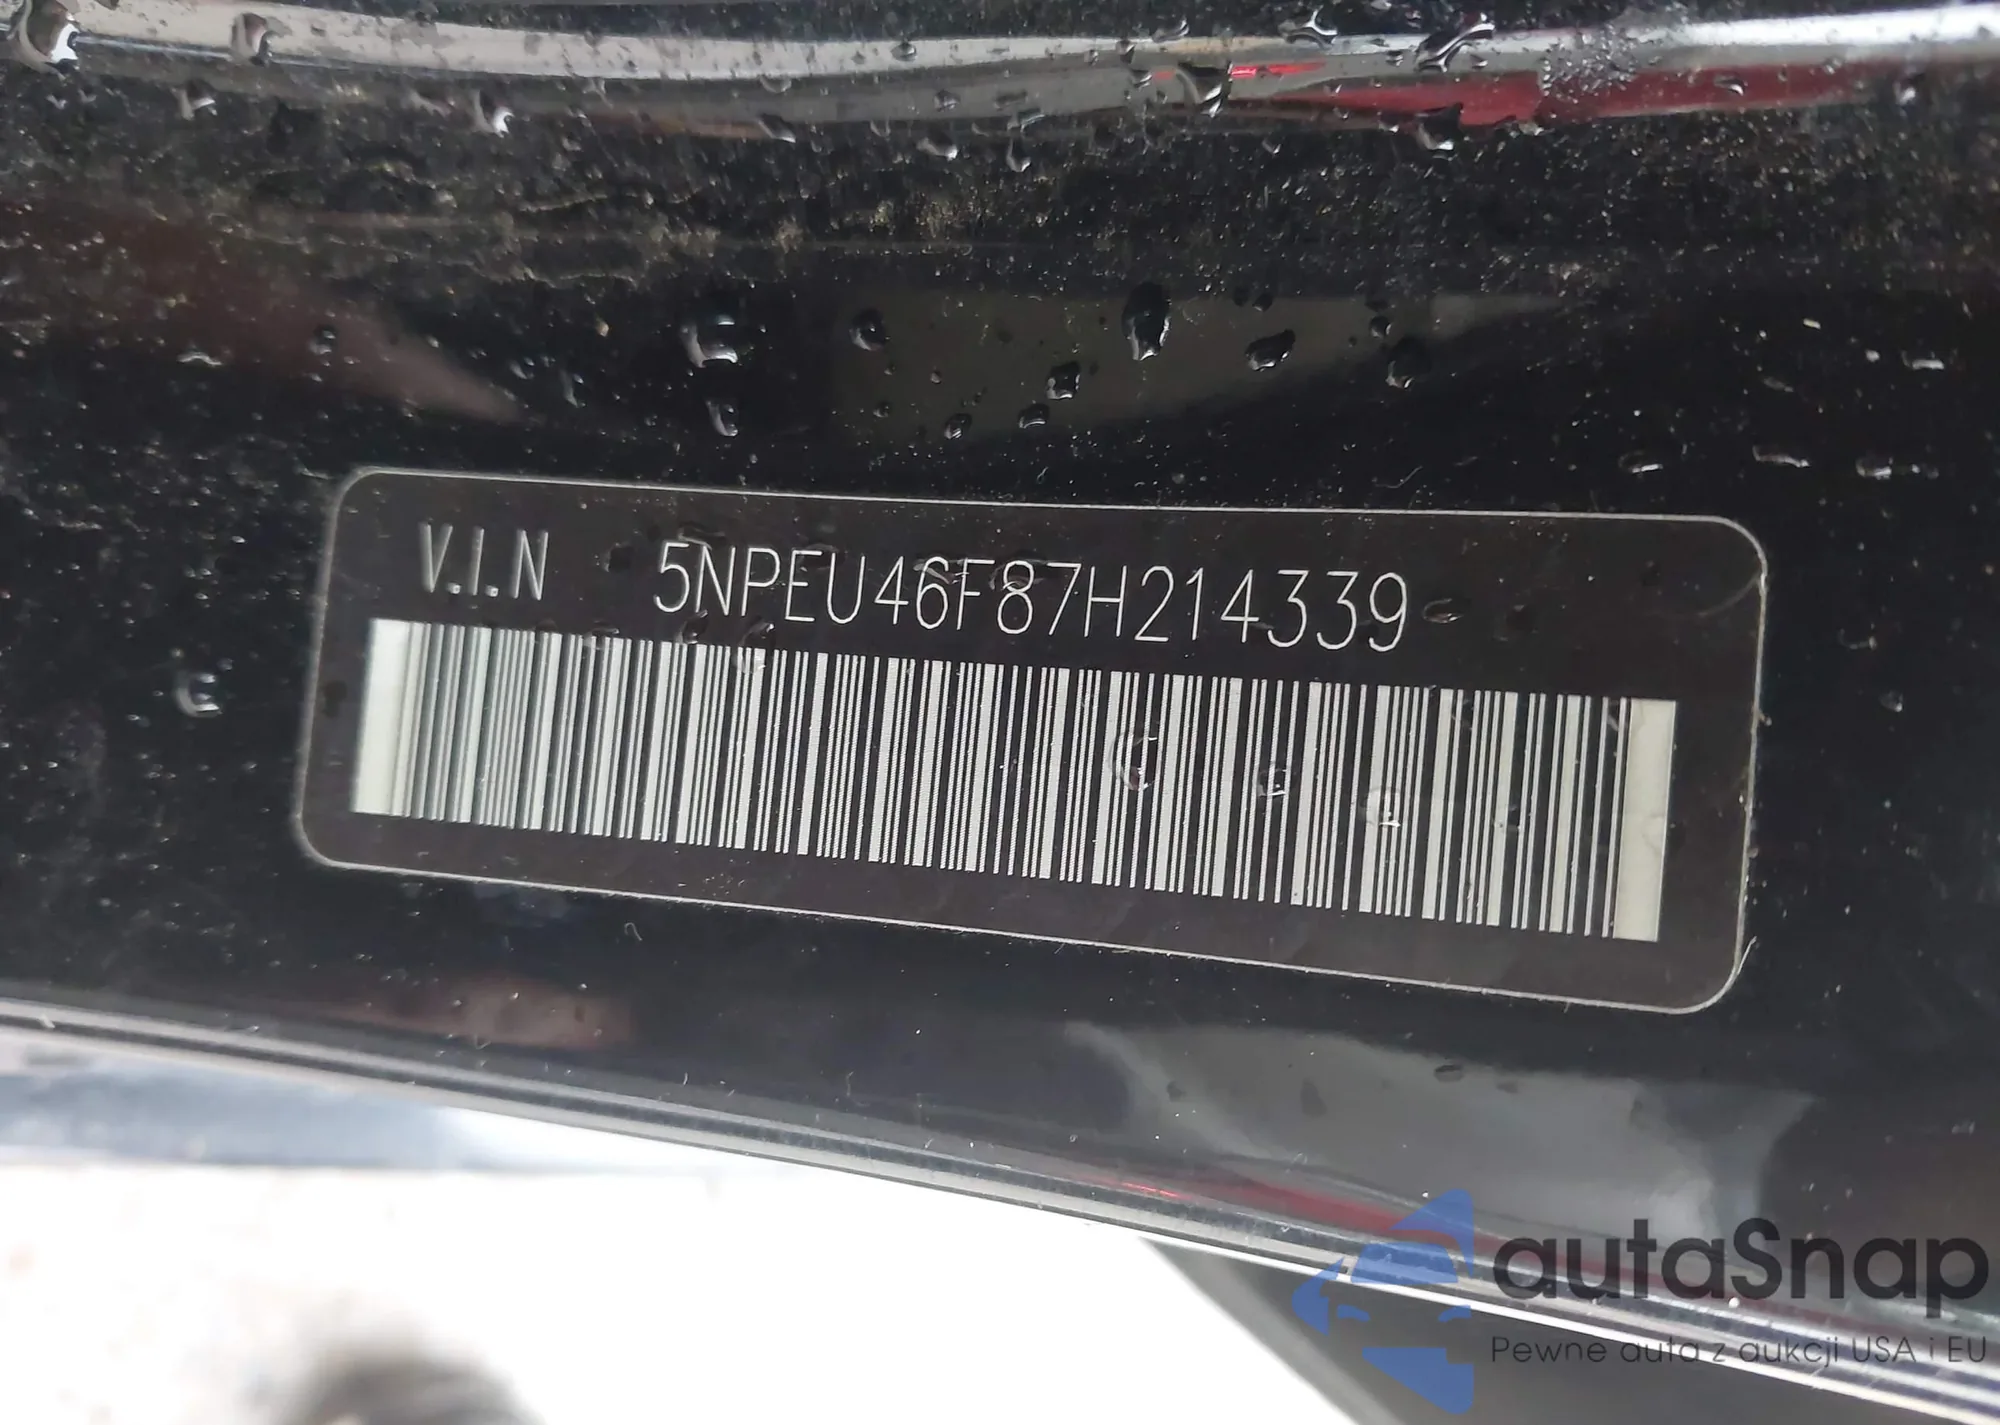 V.I.N 5NPEU46F87H214339
autaSnap
Pewne auta z aukcji USA i EU